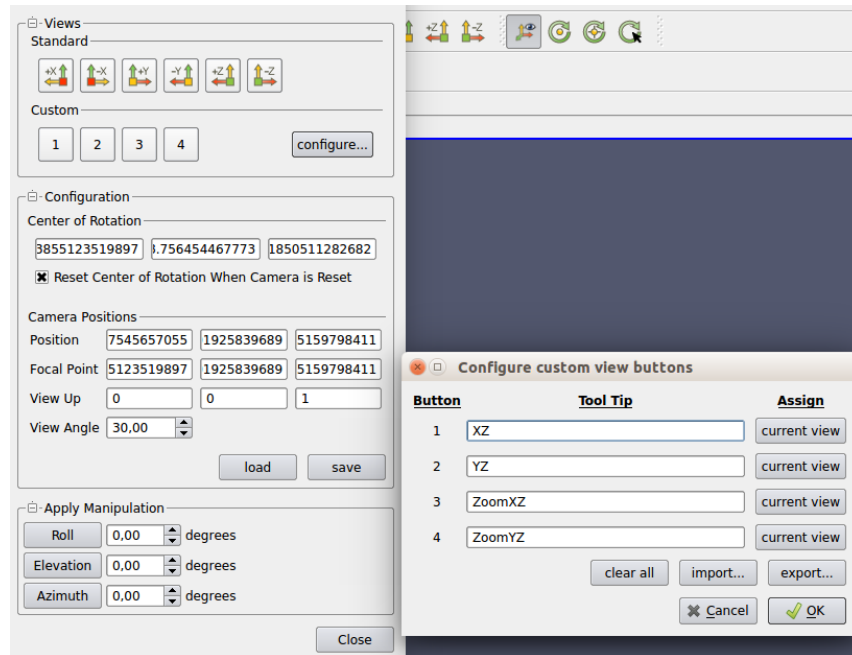 Views
Standard
+X -X +Y -Y +Z -Z
Custom
1 2 3 4 configure...
Configuration
Center of Rotation
3855123519897 3.756454467773 1850511282682
Reset Center of Rotation When Camera is Reset
Camera Positions
Position 7545657055 1925839689 5159798411
Focal Point 5123519897 1925839689 5159798411
View Up 0 0 1
View Angle 30,00
load save
Apply Manipulation
Roll 0,00 degrees
Elevation 0,00 degrees
Azimuth 0,00 degrees
Close
+Z -Z
Configure custom view buttons
Button Tool Tip Assign
1 XZ current view
2 YZ current view
3 ZoomXZ current view
4 ZoomYZ current view
clear all import... export...
Cancel OK